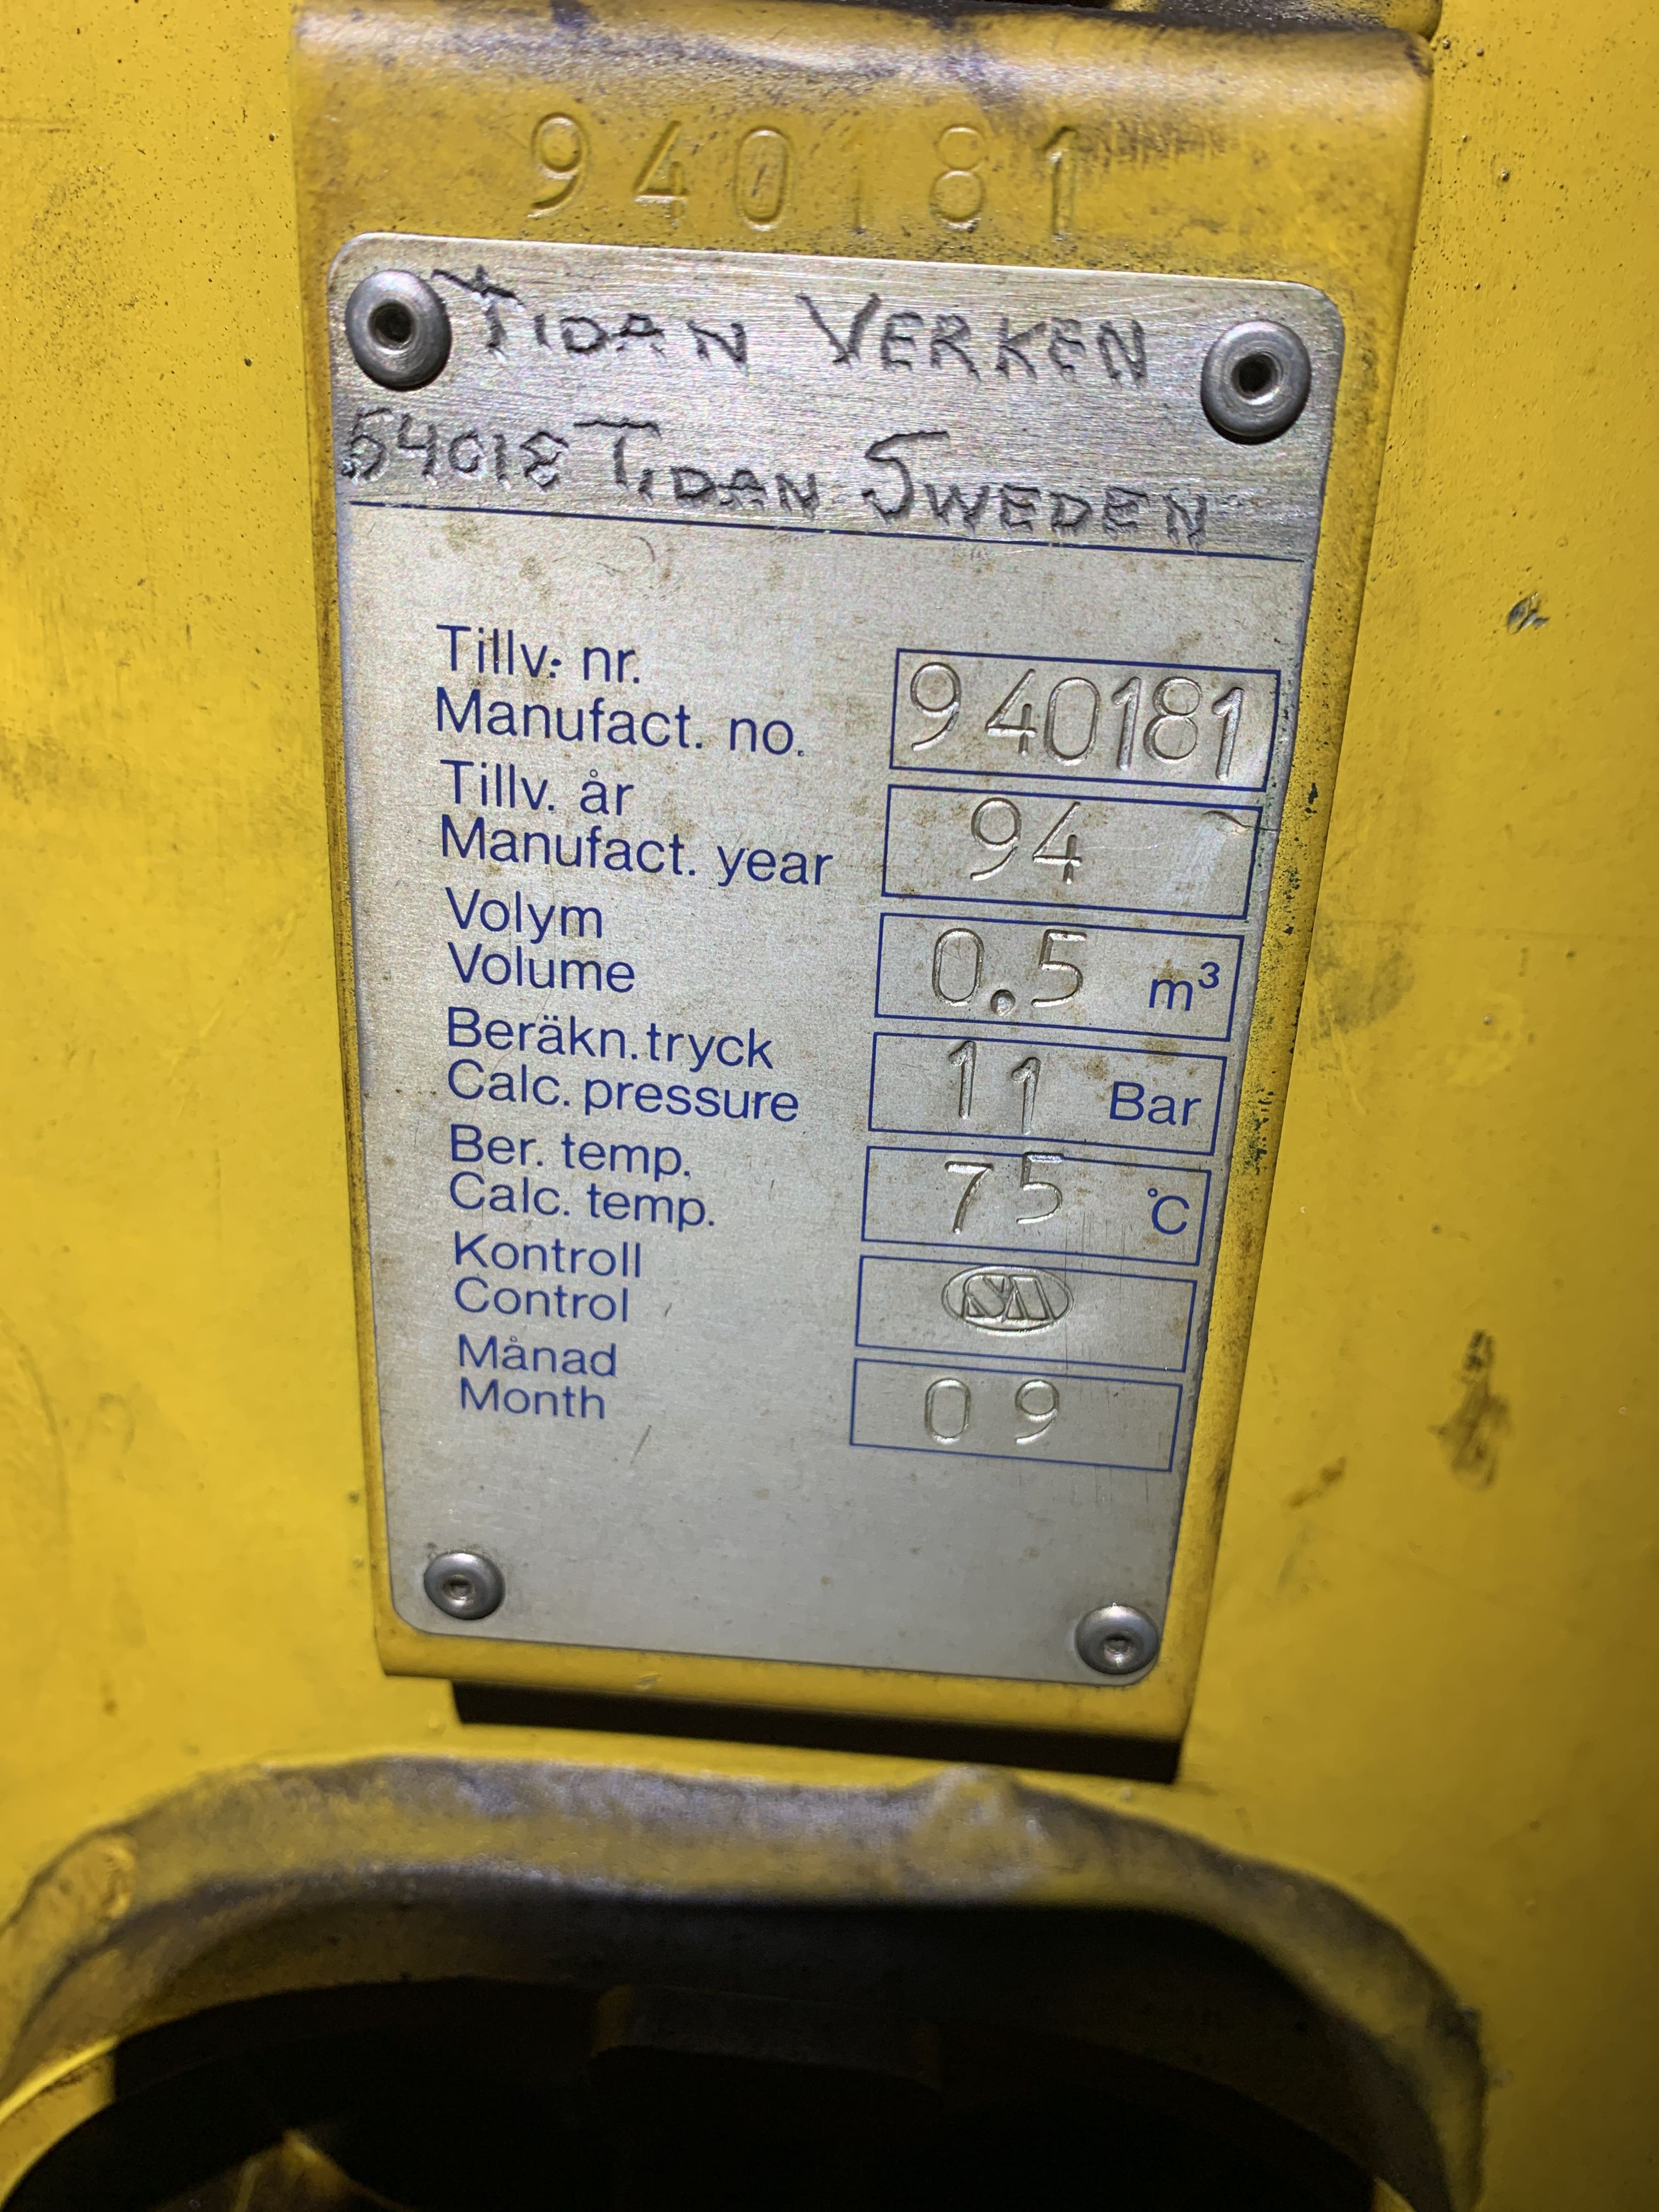 940181
TIDAN VERKEN
54018 TIDAN SWEDEN
Tillv. nr.
Manufact. no. 940181
Tillv. år
Manufact. year 94
Volym
Volume 0.5 m³
Beräkn.tryck
Calc. pressure 11 Bar
Ber. temp.
Calc. temp. 75 °C
Kontroll
Control SA
Månad
Month 09